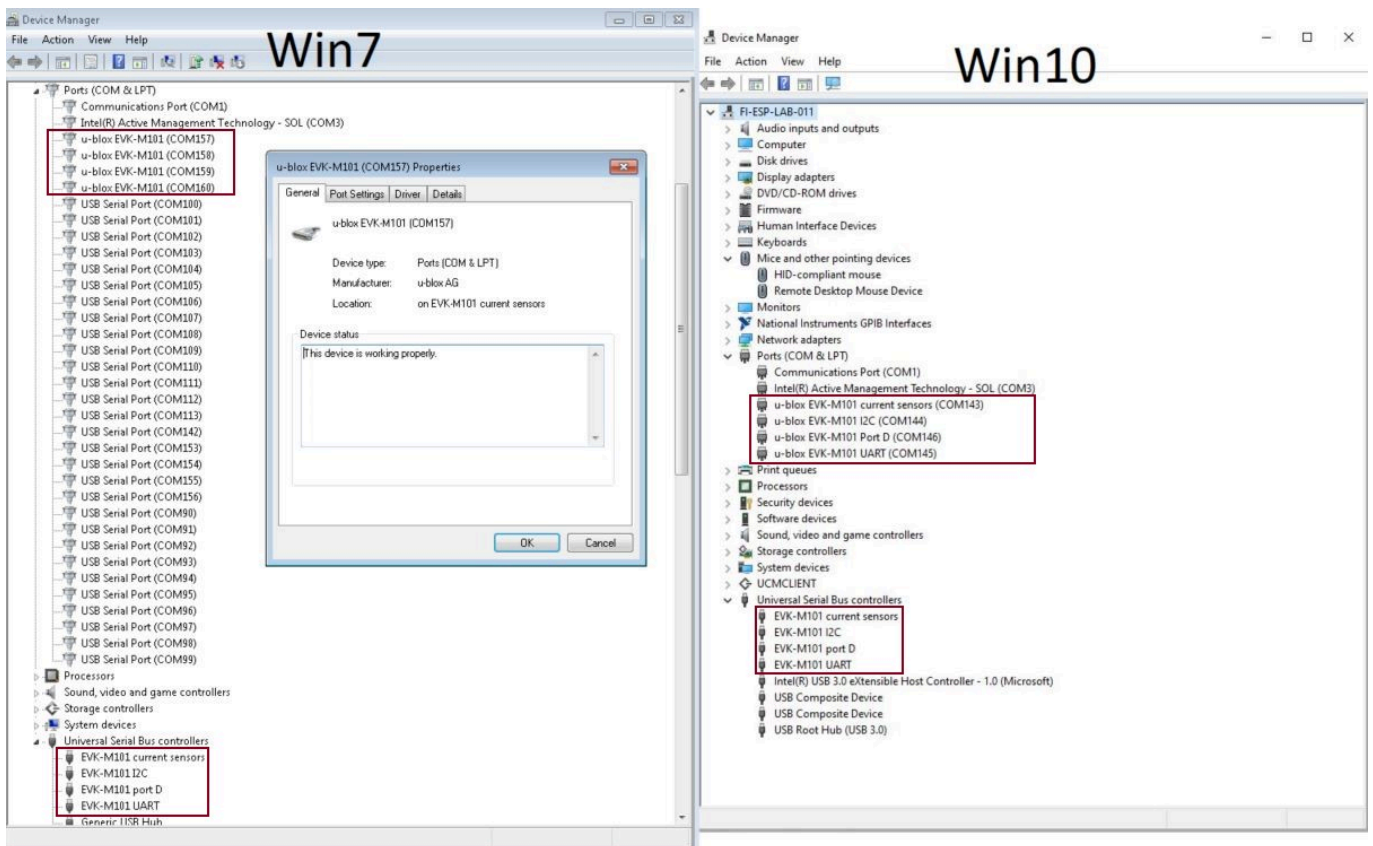 Device Manager
File Action View Help
Win7
Ports (COM & LPT)
Communications Port (COM1)
Intel(R) Active Management Technology - SOL (COM3)
u-blox EVK-M101 (COM157)
u-blox EVK-M101 (COM158)
u-blox EVK-M101 (COM159)
u-blox EVK-M101 (COM160)
USB Serial Port (COM100)
USB Serial Port (COM101)
USB Serial Port (COM102)
USB Serial Port (COM103)
USB Serial Port (COM104)
USB Serial Port (COM105)
USB Serial Port (COM106)
USB Serial Port (COM107)
USB Serial Port (COM108)
USB Serial Port (COM109)
USB Serial Port (COM110)
USB Serial Port (COM111)
USB Serial Port (COM112)
USB Serial Port (COM113)
USB Serial Port (COM142)
USB Serial Port (COM153)
USB Serial Port (COM154)
USB Serial Port (COM155)
USB Serial Port (COM156)
USB Serial Port (COM90)
USB Serial Port (COM91)
USB Serial Port (COM92)
USB Serial Port (COM93)
USB Serial Port (COM94)
USB Serial Port (COM95)
USB Serial Port (COM96)
USB Serial Port (COM97)
USB Serial Port (COM98)
USB Serial Port (COM99)
Processors
Sound, video and game controllers
Storage controllers
System devices
Universal Serial Bus controllers
EVK-M101 current sensors
EVK-M101 I2C
EVK-M101 port D
EVK-M101 UART
Generic USB Hub
u-blox EVK-M101 (COM157) Properties
General Port Settings Driver Details
u-blox EVK-M101 (COM157)
Device type: Ports (COM & LPT)
Manufacturer: u-blox AG
Location: on EVK-M101 current sensors
Device status
This device is working properly.
OK Cancel
Device Manager
File Action View Help
Win10
FI-ESP-LAB-011
Audio inputs and outputs
Computer
Disk drives
Display adapters
DVD/CD-ROM drives
Firmware
Human Interface Devices
Keyboards
Mice and other pointing devices
HID-compliant mouse
Remote Desktop Mouse Device
Monitors
National Instruments GPIB Interfaces
Network adapters
Ports (COM & LPT)
Communications Port (COM1)
Intel(R) Active Management Technology - SOL (COM3)
u-blox EVK-M101 current sensors (COM143)
u-blox EVK-M101 I2C (COM144)
u-blox EVK-M101 Port D (COM146)
u-blox EVK-M101 UART (COM145)
Print queues
Processors
Security devices
Software devices
Sound, video and game controllers
Storage controllers
System devices
UCMCLIENT
Universal Serial Bus controllers
EVK-M101 current sensors
EVK-M101 I2C
EVK-M101 port D
EVK-M101 UART
Intel(R) USB 3.0 eXtensible Host Controller - 1.0 (Microsoft)
USB Composite Device
USB Composite Device
USB Root Hub (USB 3.0)